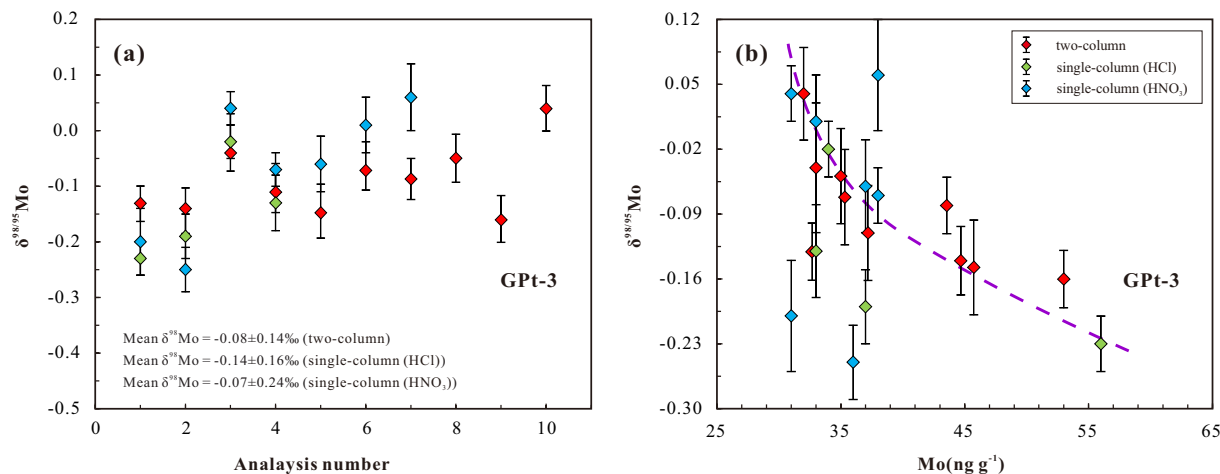 0.2
0.1
0.0
-0.1
-0.2
-0.3
-0.4
-0.5
δ⁹⁸/⁹⁵Mo
(a)
GPt-3
Mean δ⁹⁸Mo = -0.08±0.14‰ (two-column)
Mean δ⁹⁸Mo = -0.14±0.16‰ (single-column (HCl))
Mean δ⁹⁸Mo = -0.07±0.24‰ (single-column (HNO₃))
0 2 4 6 8 10
Analaysis number
0.12
0.05
-0.02
-0.09
-0.16
-0.23
-0.30
δ⁹⁸/⁹⁵Mo
(b)
two-column
single-column (HCl)
single-column (HNO₃)
GPt-3
25 35 45 55 65
Mo(ng g⁻¹)